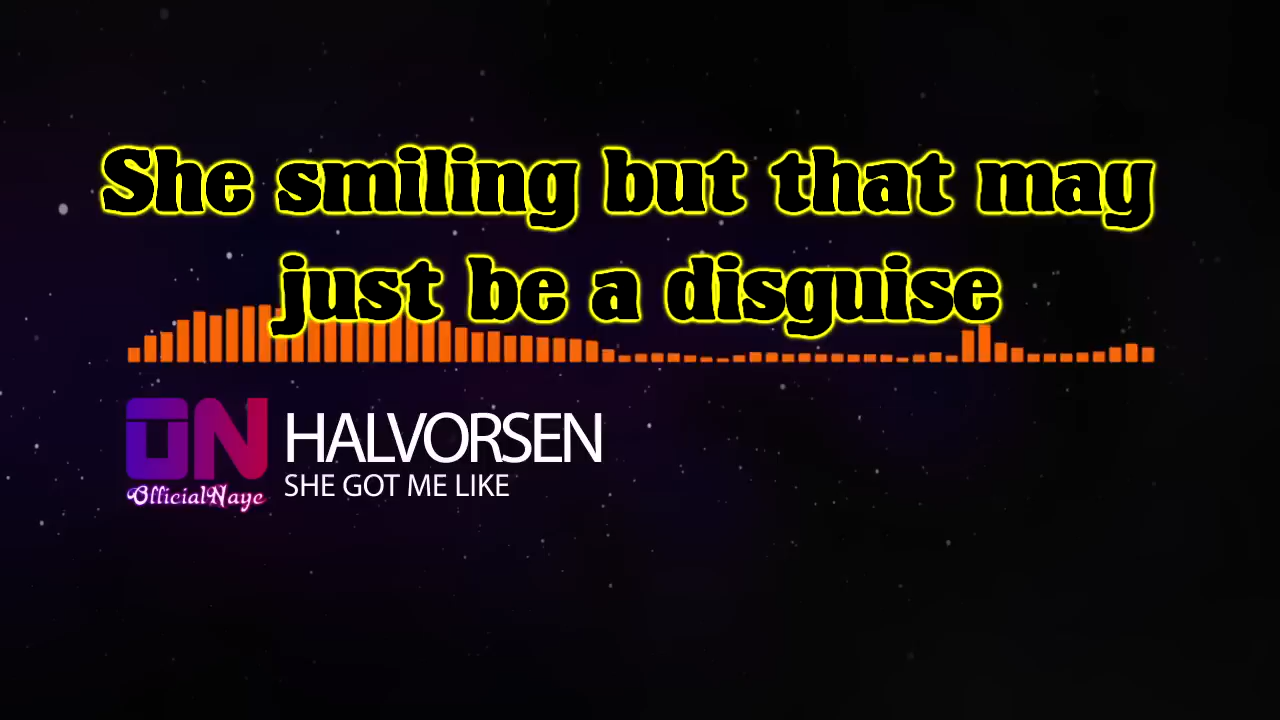 She smiling but that may
just be a disguise
HALVORSEN
SHE GOT ME LIKE
ON
OfficialNaye